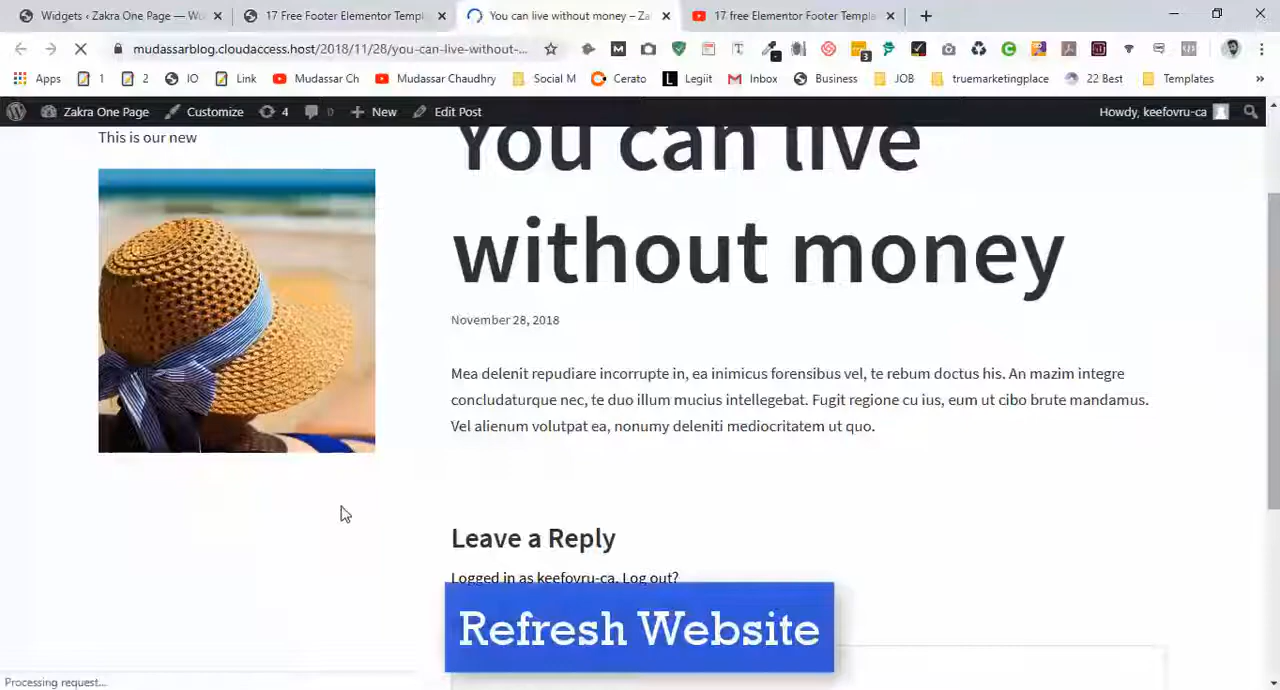 Widgets ‹ Zakra One Page — Wo
17 Free Footer Elementor Templ
You can live without money – Za
17 free Elementor Footer Templa
mudassarblog.cloudaccess.host/2018/11/28/you-can-live-without-...
Apps
1
2
IO
Link
Mudassar Ch
Mudassar Chaudhry
Social M
Cerato
Legiit
Inbox
Business
JOB
truemarketingplace
22 Best
Templates
»
Zakra One Page
Customize
4
0
New
Edit Post
Howdy, keefovru-ca
This is our new
You can live
without money
November 28, 2018
Mea delenit repudiare incorrupte in, ea inimicus forensibus vel, te rebum doctus his. An mazim integre
concludaturque nec, te duo illum mucius intellegebat. Fugit regione cu ius, eum ut cibo brute mandamus.
Vel alienum volutpat ea, nonumy deleniti mediocritatem ut quo.
Leave a Reply
Logged in as keefovru-ca. Log out?
Refresh Website
Processing request...